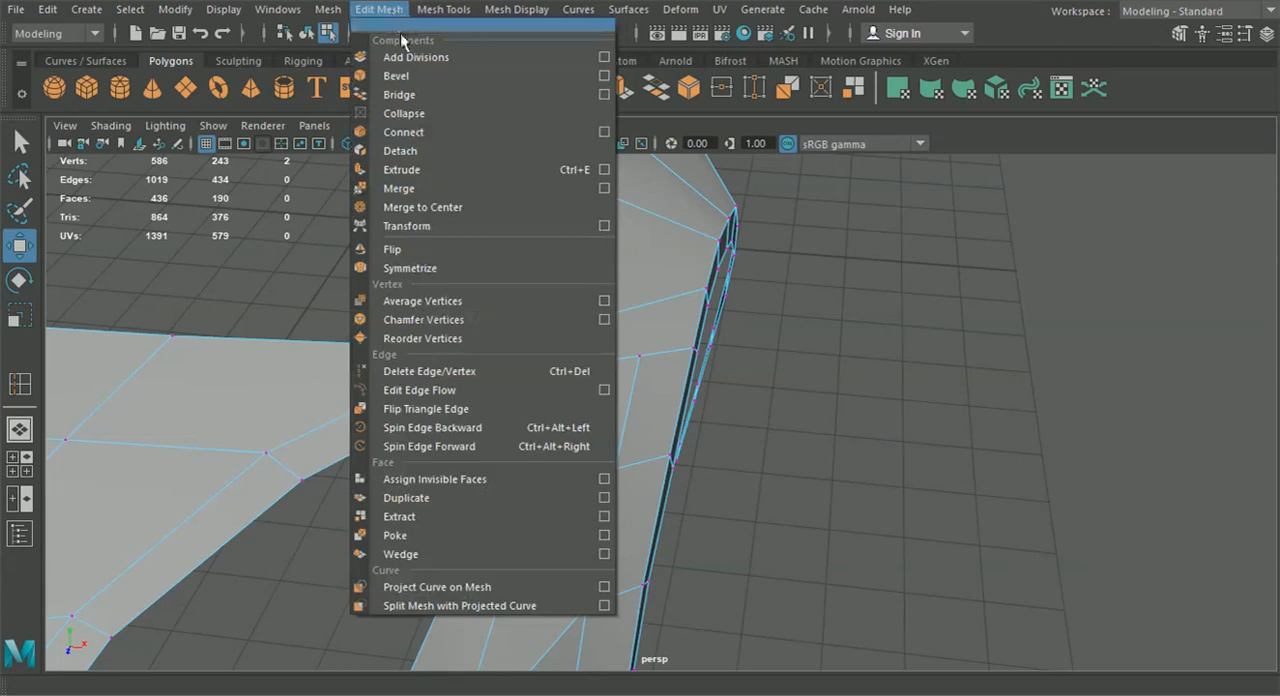 File Edit Create Select Modify Display Windows Mesh Edit Mesh Mesh Tools Mesh Display Curves Surfaces Deform UV Generate Cache Arnold Help Workspace: Modeling - Standard
Modeling Sign In
Curves / Surfaces Polygons Sculpting Rigging Arnold Bifrost MASH Motion Graphics XGen
View Shading Lighting Show Renderer Panels
0.00 1.00 sRGB gamma
Verts: 586 243 2
Edges: 1019 434 0
Faces: 436 190 0
Tris: 864 376 0
UVs: 1391 579 0
Components
Add Divisions
Bevel
Bridge
Collapse
Connect
Detach
Extrude Ctrl+E
Merge
Merge to Center
Transform
Flip
Symmetrize
Vertex
Average Vertices
Chamfer Vertices
Reorder Vertices
Edge
Delete Edge/Vertex Ctrl+Del
Edit Edge Flow
Flip Triangle Edge
Spin Edge Backward Ctrl+Alt+Left
Spin Edge Forward Ctrl+Alt+Right
Face
Assign Invisible Faces
Duplicate
Extract
Poke
Wedge
Curve
Project Curve on Mesh
Split Mesh with Projected Curve
persp